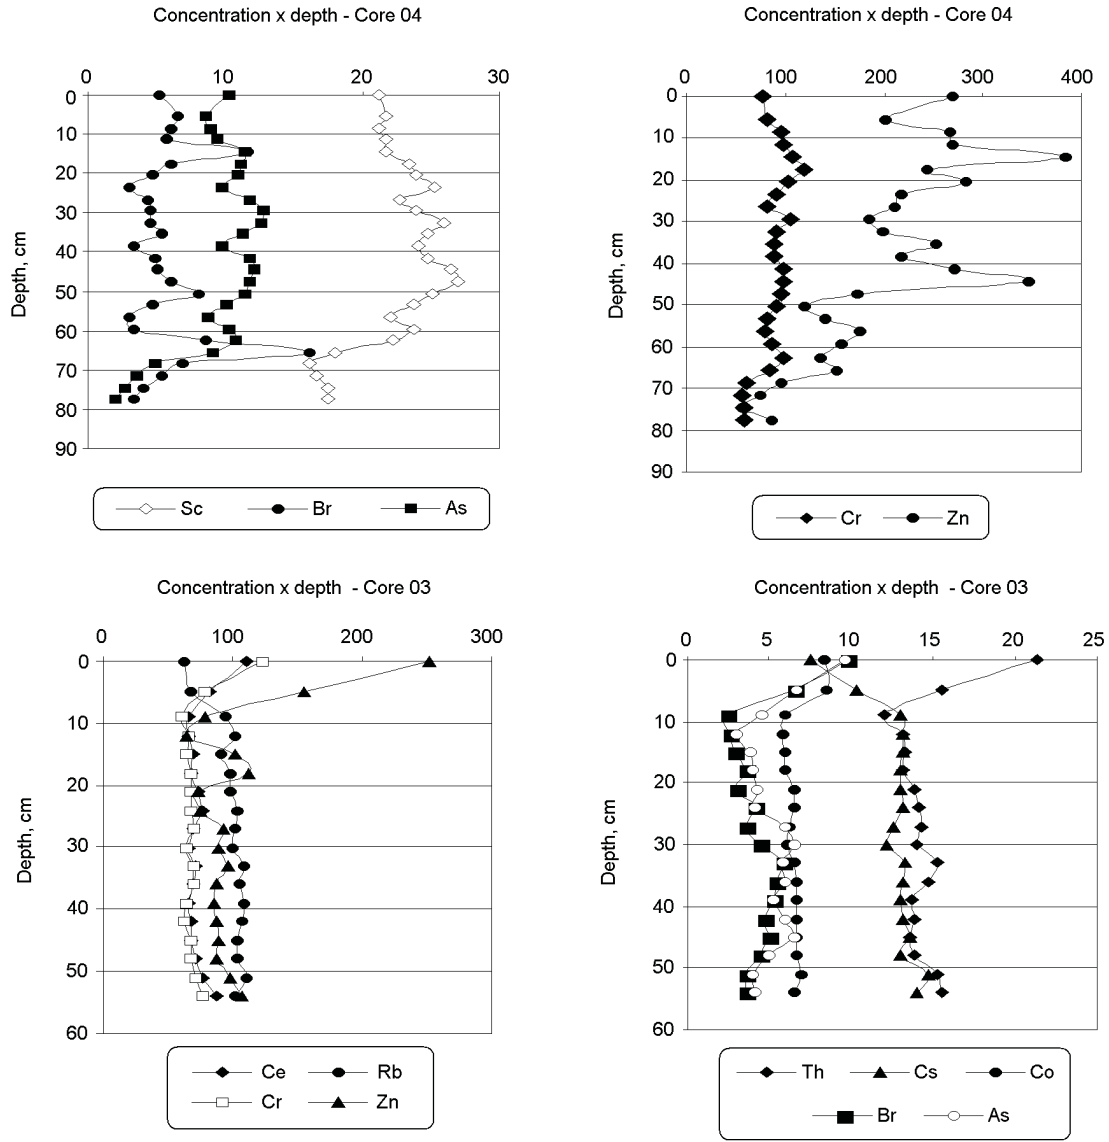 Concentration x depth - Core 04
0 10 20 30
Depth, cm
0
10
20
30
40
50
60
70
80
90
Sc Br As
Concentration x depth - Core 04
0 100 200 300 400
Depth, cm
0
10
20
30
40
50
60
70
80
90
Cr Zn
Concentration x depth - Core 03
0 100 200 300
Depth, cm
0
10
20
30
40
50
60
Ce Rb
Cr Zn
Concentration x depth - Core 03
0 5 10 15 20 25
Depth, cm
0
10
20
30
40
50
60
Th Cs Co
Br As